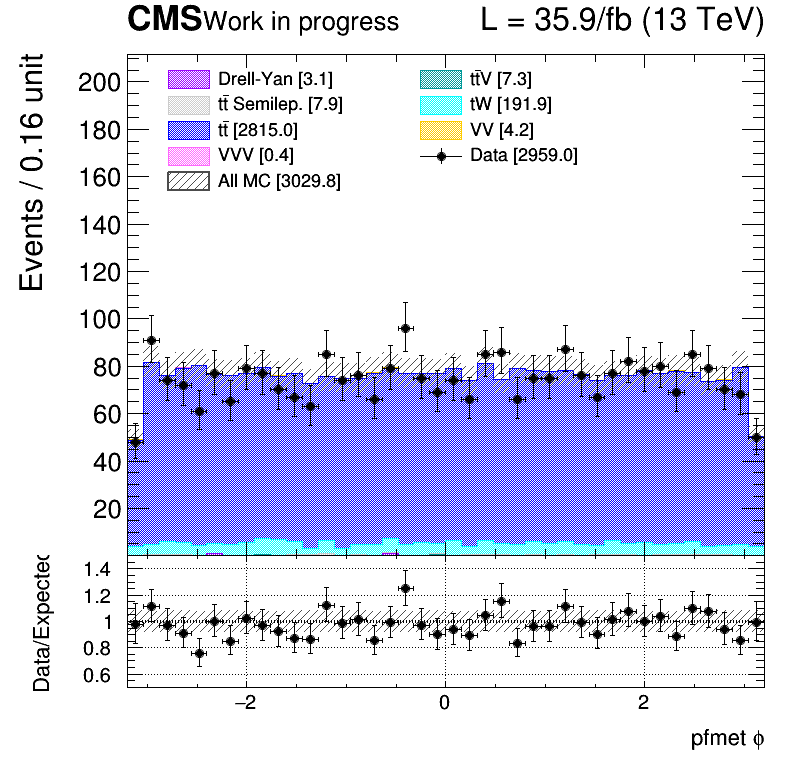 CMS Work in progress L = 35.9/fb (13 TeV)
Events / 0.16 unit
200
180
160
140
120
100
80
60
40
20
Drell-Yan [3.1]
tt̄ Semilep. [7.9]
tt̄ [2815.0]
VVV [0.4]
All MC [3029.8]
tt̄V [7.3]
tW [191.9]
VV [4.2]
Data [2959.0]
Data/Expected
1.4
1.2
1
0.8
0.6
−2 0 2
pfmet ϕ